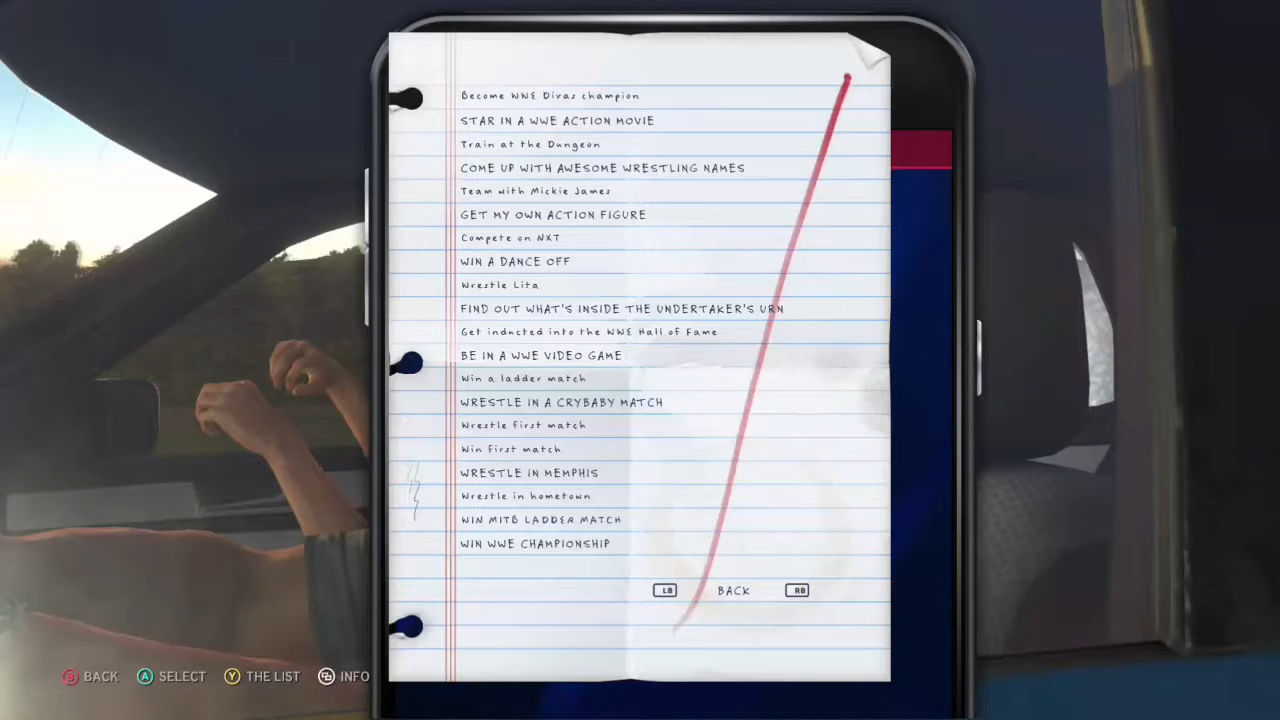 Become WWE Divas champion
STAR IN A WWE ACTION MOVIE
Train at the Dungeon
COME UP WITH AWESOME WRESTLING NAMES
Team with Mickie James
GET MY OWN ACTION FIGURE
Compete on NXT
WIN A DANCE OFF
Wrestle Lita
FIND OUT WHAT'S INSIDE THE UNDERTAKER'S URN
Get inducted into the WWE Hall of Fame
BE IN A WWE VIDEO GAME
Win a ladder match
WRESTLE IN A CRYBABY MATCH
Wrestle first match
Win first match
WRESTLE IN MEMPHIS
Wrestle in hometown
WIN MITB LADDER MATCH
WIN WWE CHAMPIONSHIP
LB BACK RB
B BACK A SELECT Y THE LIST INFO